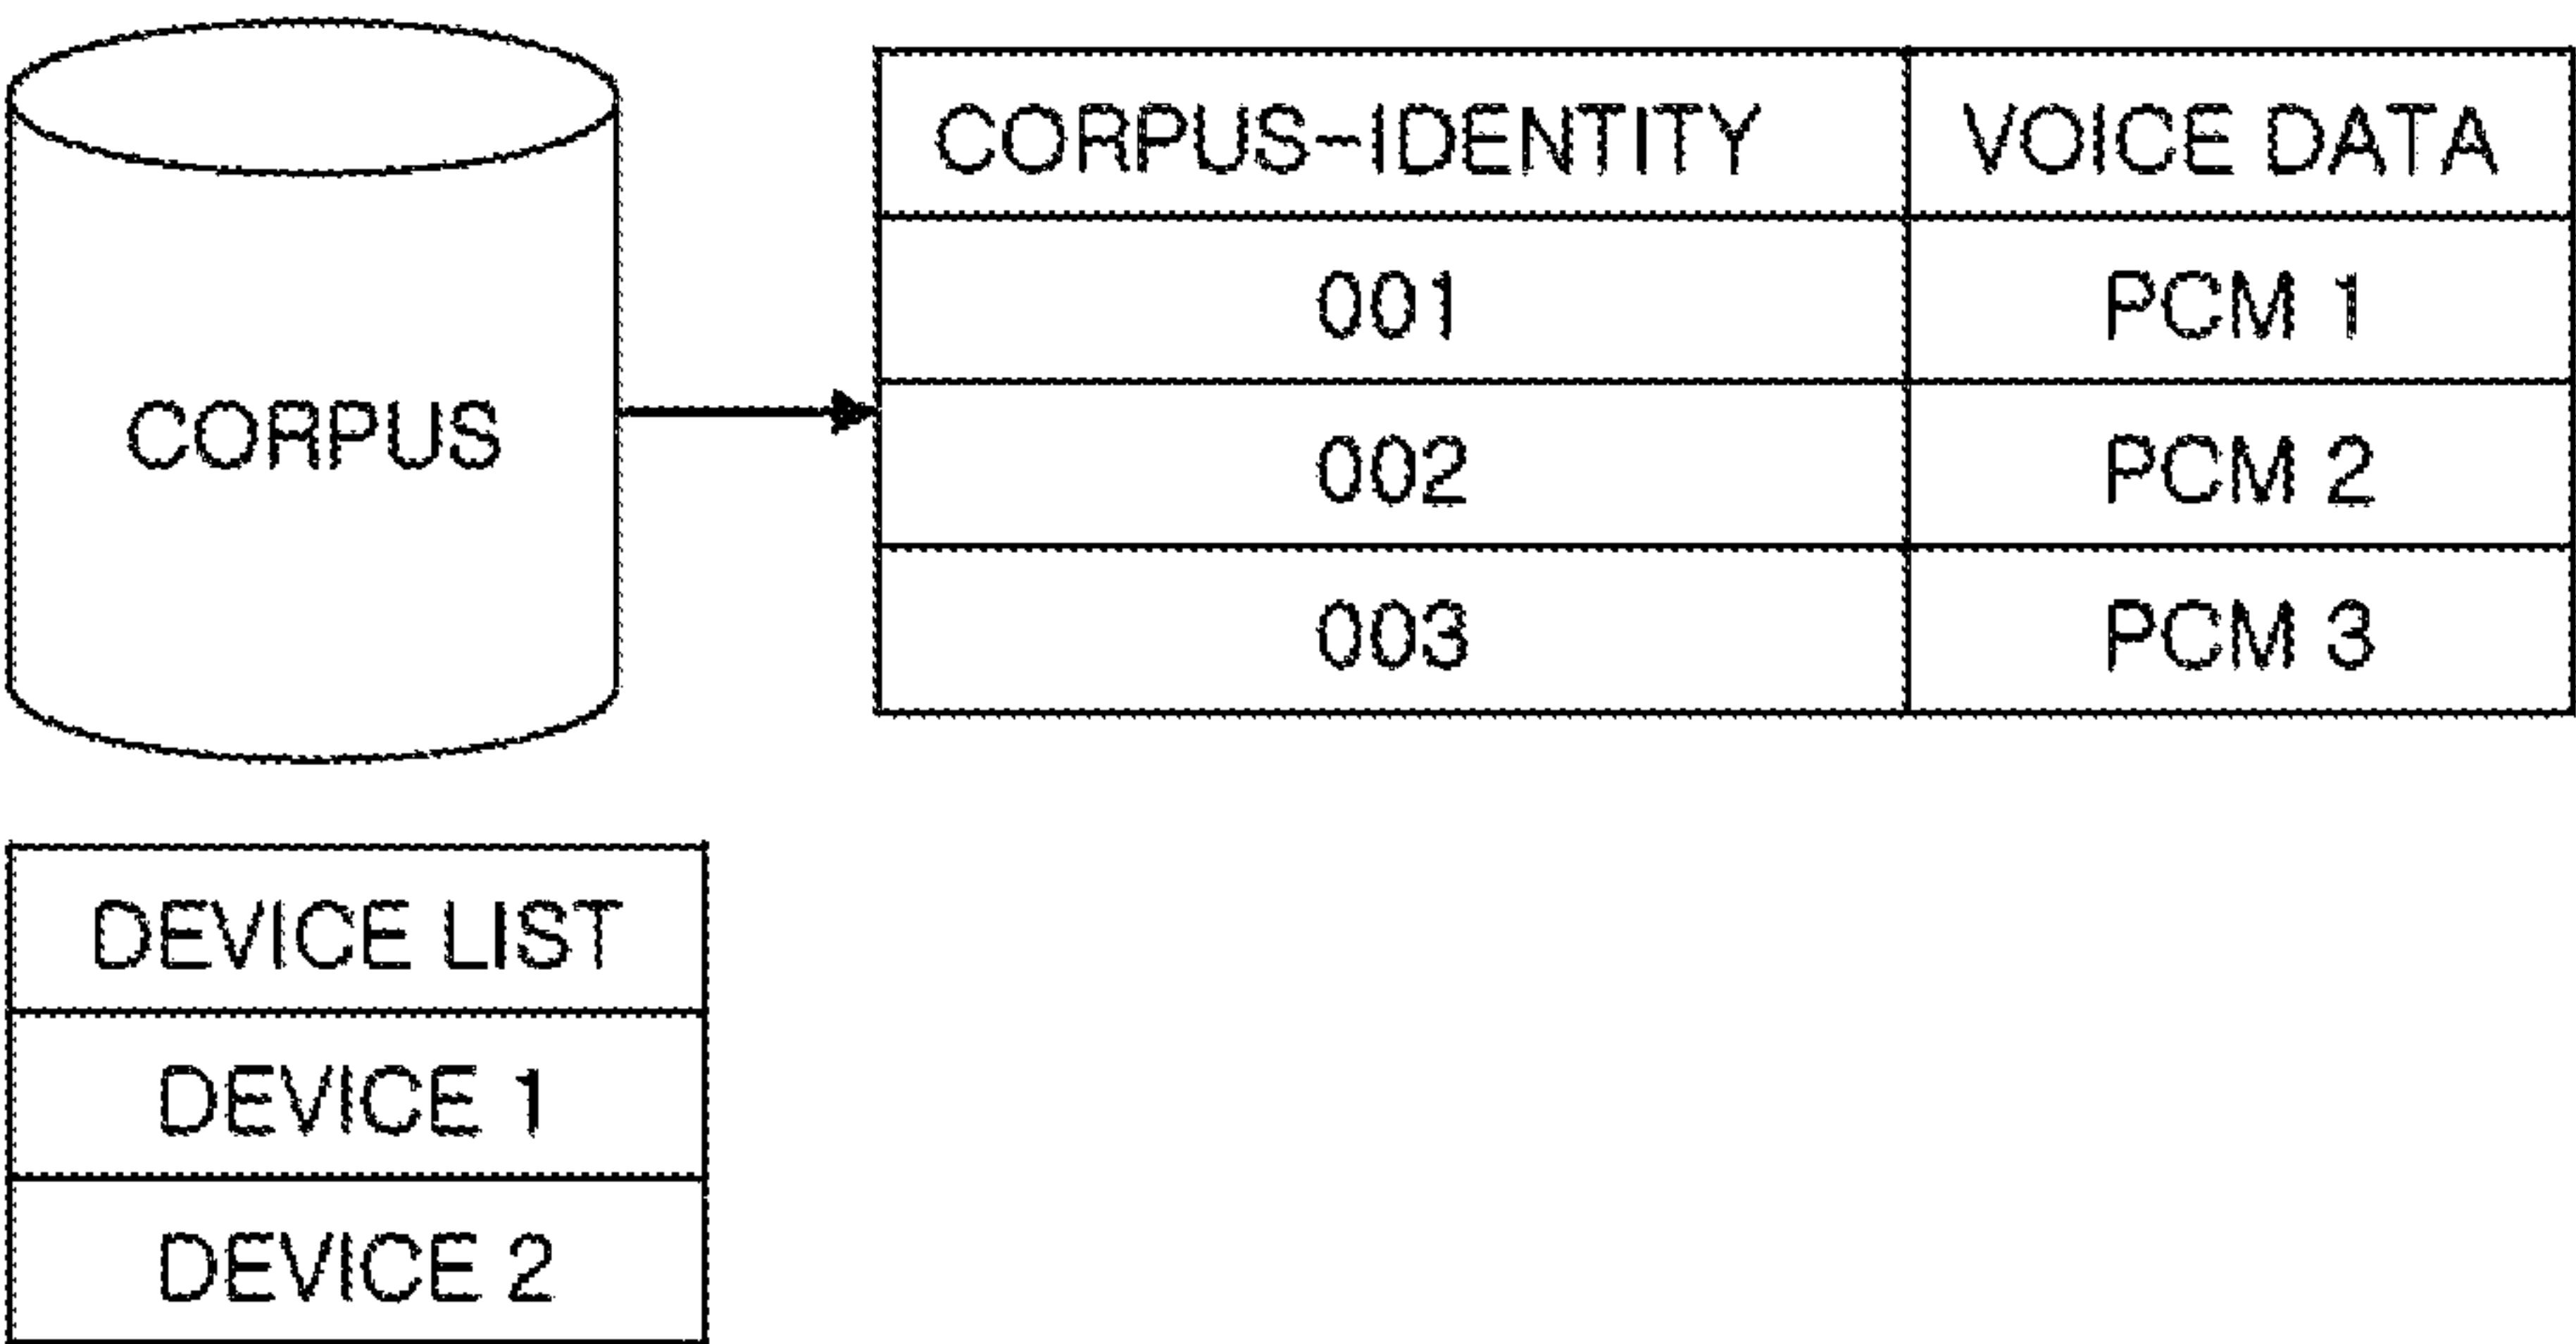 CORPUS
CORPUS-IDENTITY VOICE DATA
001 PCM 1
002 PCM 2
003 PCM 3
DEVICE LIST
DEVICE 1
DEVICE 2